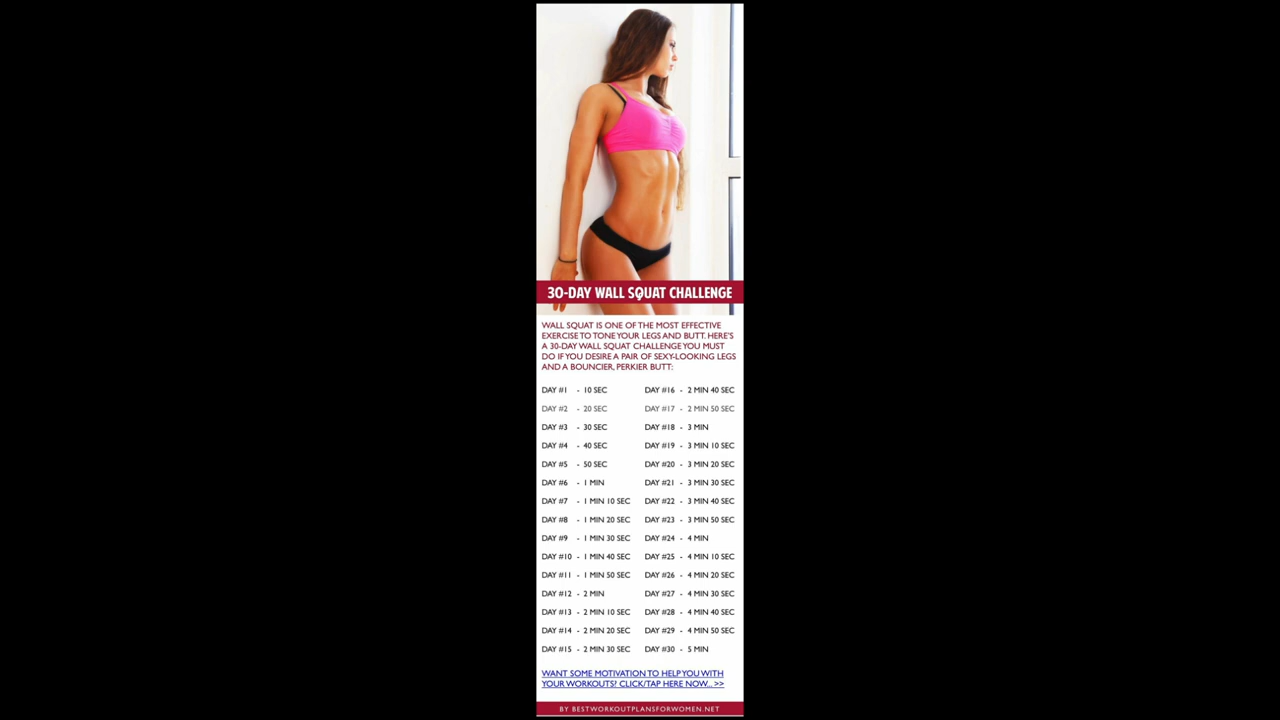 30-DAY WALL SQUAT CHALLENGE
WALL SQUAT IS ONE OF THE MOST EFFECTIVE
EXERCISE TO TONE YOUR LEGS AND BUTT. HERE'S
A 30-DAY WALL SQUAT CHALLENGE YOU MUST
DO IF YOU DESIRE A PAIR OF SEXY-LOOKING LEGS
AND A BOUNCIER, PERKIER BUTT:
DAY #1 - 10 SEC
DAY #2 - 20 SEC
DAY #3 - 30 SEC
DAY #4 - 40 SEC
DAY #5 - 50 SEC
DAY #6 - 1 MIN
DAY #7 - 1 MIN 10 SEC
DAY #8 - 1 MIN 20 SEC
DAY #9 - 1 MIN 30 SEC
DAY #10 - 1 MIN 40 SEC
DAY #11 - 1 MIN 50 SEC
DAY #12 - 2 MIN
DAY #13 - 2 MIN 10 SEC
DAY #14 - 2 MIN 20 SEC
DAY #15 - 2 MIN 30 SEC
DAY #16 - 2 MIN 40 SEC
DAY #17 - 2 MIN 50 SEC
DAY #18 - 3 MIN
DAY #19 - 3 MIN 10 SEC
DAY #20 - 3 MIN 20 SEC
DAY #21 - 3 MIN 30 SEC
DAY #22 - 3 MIN 40 SEC
DAY #23 - 3 MIN 50 SEC
DAY #24 - 4 MIN
DAY #25 - 4 MIN 10 SEC
DAY #26 - 4 MIN 20 SEC
DAY #27 - 4 MIN 30 SEC
DAY #28 - 4 MIN 40 SEC
DAY #29 - 4 MIN 50 SEC
DAY #30 - 5 MIN
WANT SOME MOTIVATION TO HELP YOU WITH
YOUR WORKOUTS? CLICK/TAP HERE NOW... >>
BY BESTWORKOUTPLANSFORWOMEN.NET